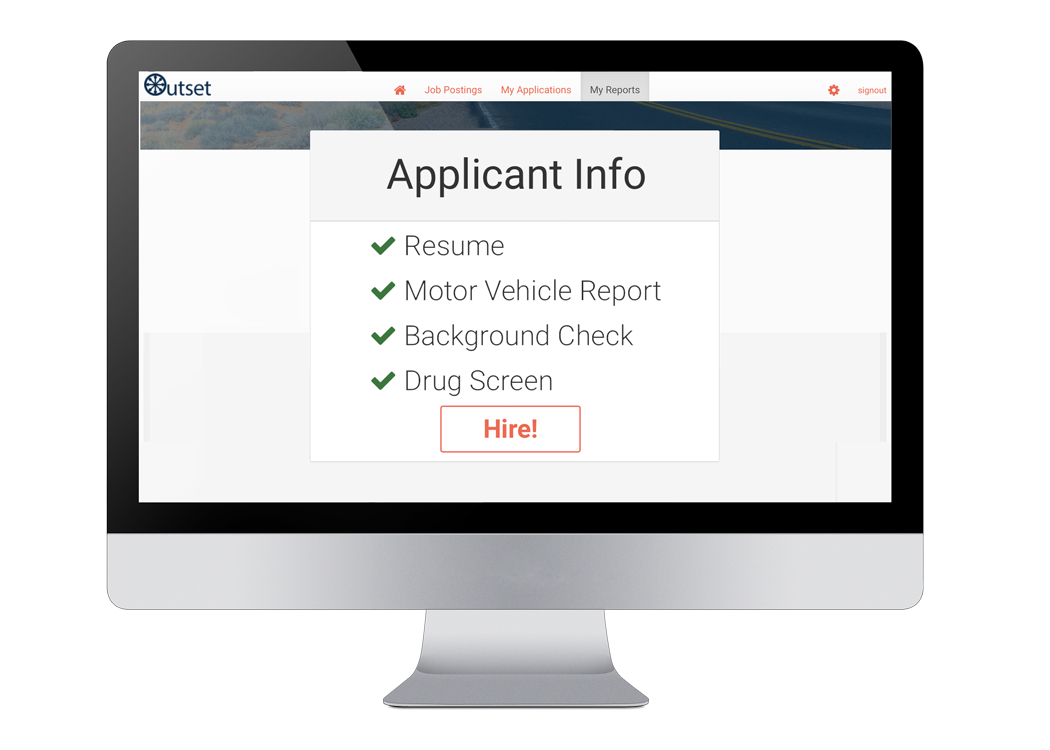 Outset
Job Postings My Applications My Reports signout
Applicant Info
Resume
Motor Vehicle Report
Background Check
Drug Screen
Hire!